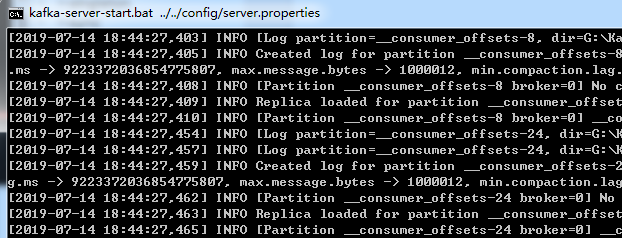 kafka-server-start.bat ../../config/server.properties
[2019-07-14 18:44:27,403] INFO [Log partition=__consumer_offsets-8, dir=G:\Ka
[2019-07-14 18:44:27,405] INFO Created log for partition __consumer_offsets-8
.ms -> 9223372036854775807, max.message.bytes -> 1000012, min.compaction.lag.
[2019-07-14 18:44:27,408] INFO [Partition __consumer_offsets-8 broker=0] No c
[2019-07-14 18:44:27,409] INFO Replica loaded for partition __consumer_offset
[2019-07-14 18:44:27,410] INFO [Partition __consumer_offsets-8 broker=0] __co
[2019-07-14 18:44:27,454] INFO [Log partition=__consumer_offsets-24, dir=G:\K
[2019-07-14 18:44:27,457] INFO [Log partition=__consumer_offsets-24, dir=G:\K
[2019-07-14 18:44:27,459] INFO Created log for partition __consumer_offsets-2
g.ms -> 9223372036854775807, max.message.bytes -> 1000012, min.compaction.lag
[2019-07-14 18:44:27,462] INFO [Partition __consumer_offsets-24 broker=0] No
[2019-07-14 18:44:27,463] INFO Replica loaded for partition __consumer_offset
[2019-07-14 18:44:27,465] INFO [Partition __consumer_offsets-24 broker=0] __c